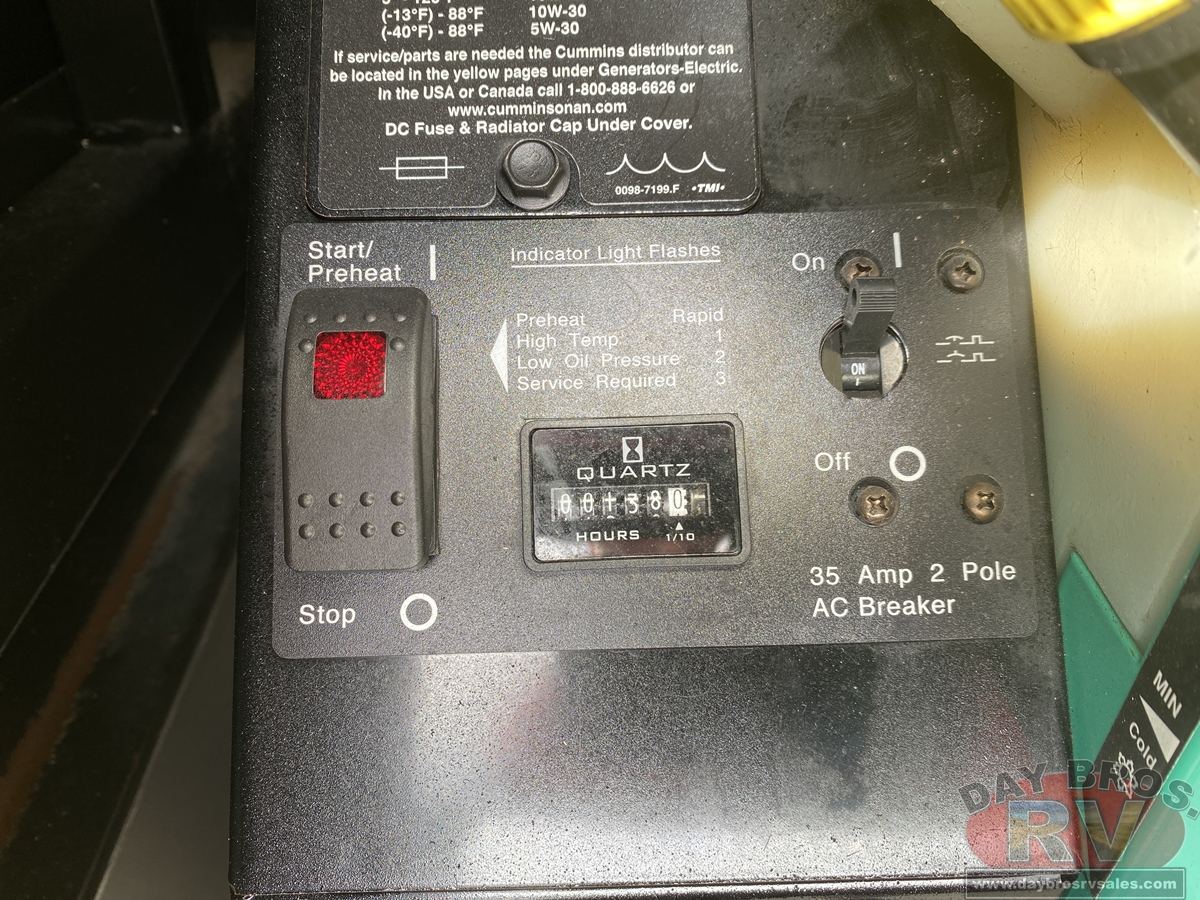 (-13°F) - 88°F 10W-30
(-40°F) - 88°F 5W-30
If service/parts are needed the Cummins distributor can
be located in the yellow pages under Generators-Electric.
In the USA or Canada call 1-800-888-6626 or
www.cumminsonan.com
DC Fuse & Radiator Cap Under Cover.
0098-7199.F •TMI•
Start/
Preheat
Indicator Light Flashes
Preheat Rapid
High Temp 1
Low Oil Pressure 2
Service Required 3
On
ON
Off
QUARTZ
HOURS 1/10
Stop
35 Amp 2 Pole
AC Breaker
MIN
Cold
DAY BROS.
RV
www.daybrosrvsales.com